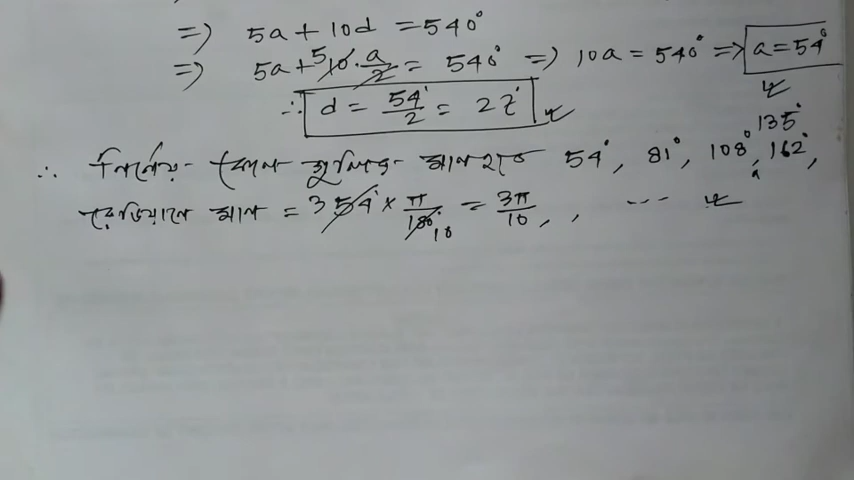 => 5a + 10d = 540°
=> 5a + 5 10 · a/2 = 540° => 10a = 540° => a = 54°
∴ d = 54°/2 = 27°
∴ নির্ণেয় কোণ গুলির মান হবে 54°, 81°, 108°, 135°, 162°,
রেডিয়ানে মান = 3 54° × π/180° 10 = 3π/10, , ---